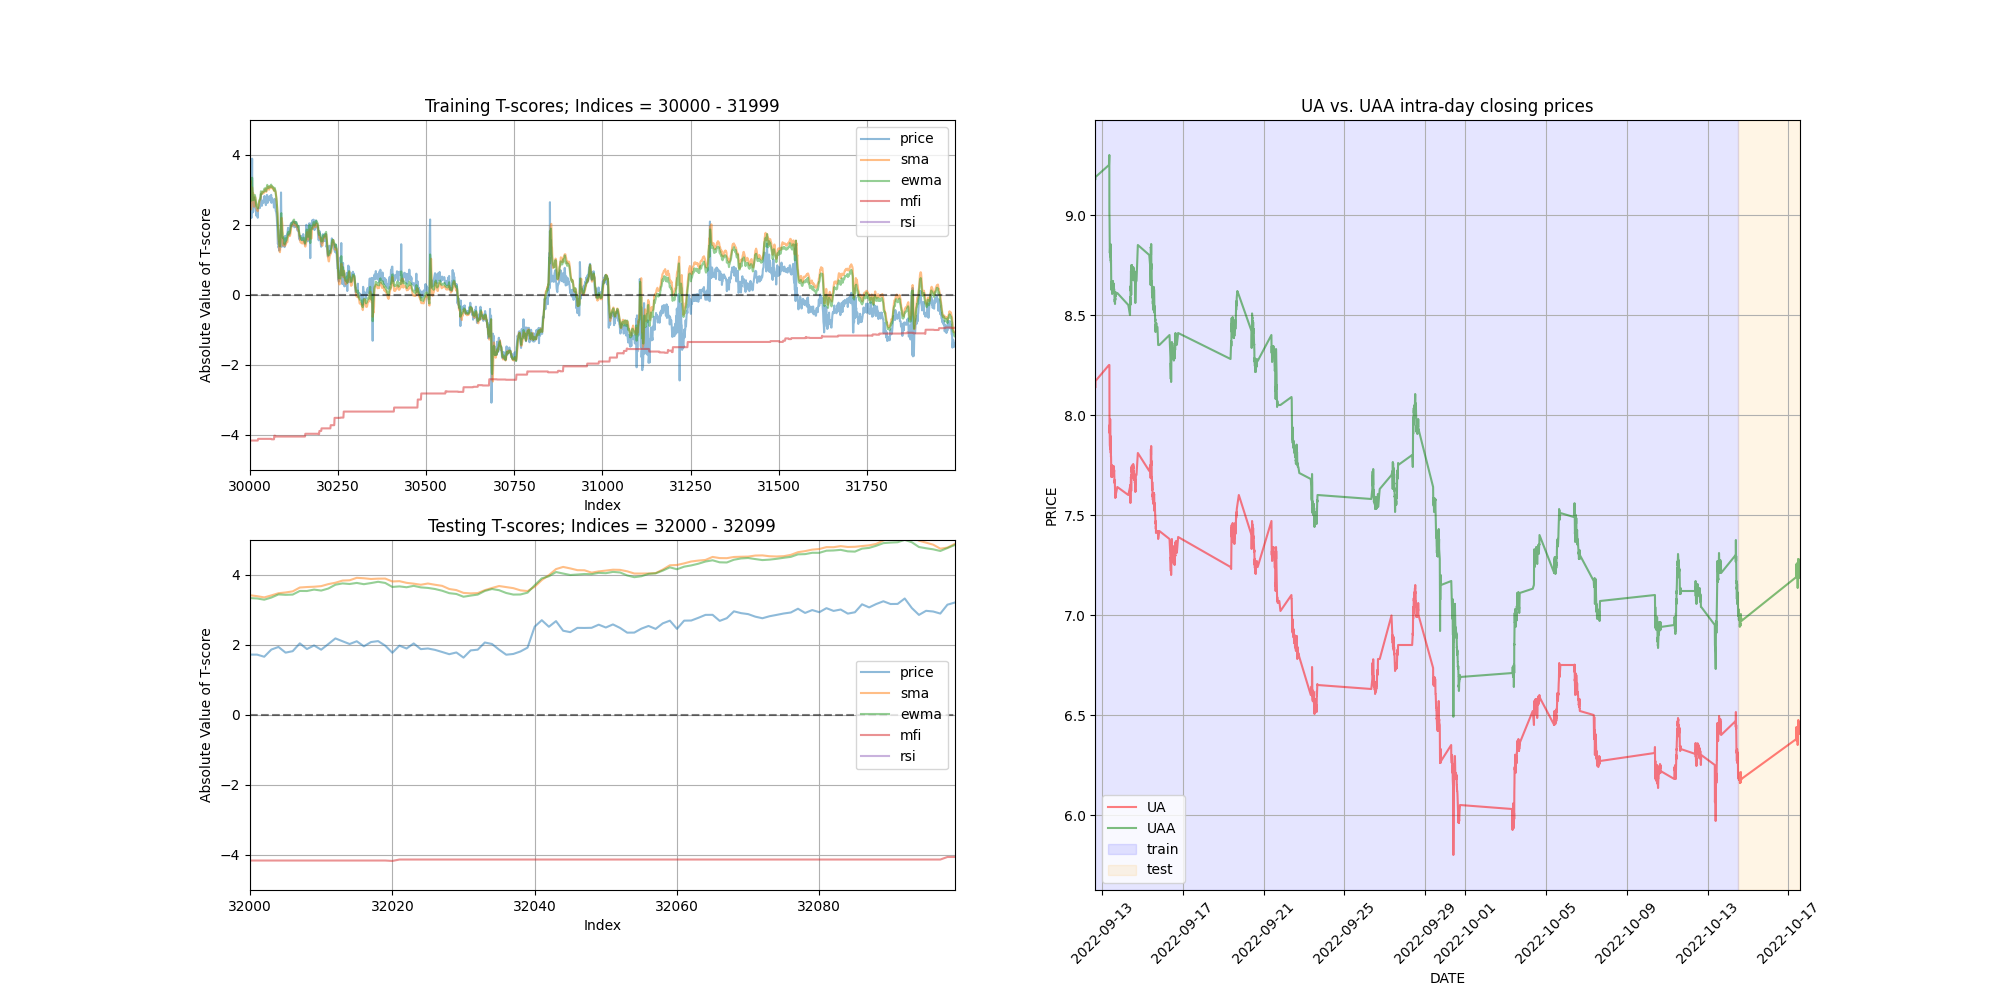 Training T-scores; Indices = 30000 - 31999
Absolute Value of T-score
4
2
0
−2
−4
price
sma
ewma
mfi
rsi
30000 30250 30500 30750 31000 31250 31500 31750
Index
Testing T-scores; Indices = 32000 - 32099
Absolute Value of T-score
4
2
0
−2
−4
price
sma
ewma
mfi
rsi
32000 32020 32040 32060 32080
Index
UA vs. UAA intra-day closing prices
PRICE
9.0
8.5
8.0
7.5
7.0
6.5
6.0
UA
UAA
train
test
2022-09-13 2022-09-17 2022-09-21 2022-09-25 2022-09-29 2022-10-01 2022-10-05 2022-10-09 2022-10-13 2022-10-17
DATE